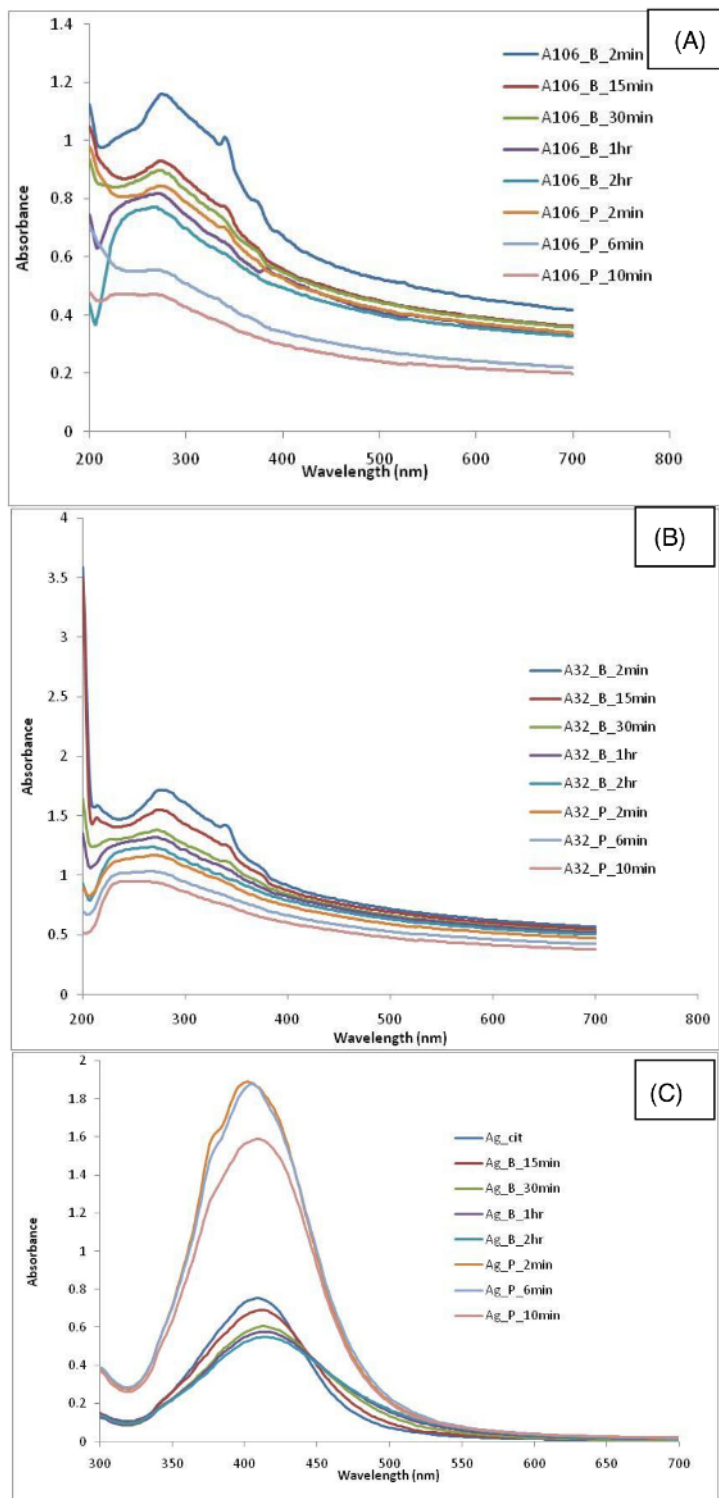 (A)
1.4
1.2
1
0.8
0.6
0.4
0.2
0
Absorbance
200 300 400 500 600 700 800
Wavelength (nm)
A106_B_2min
A106_B_15min
A106_B_30min
A106_B_1hr
A106_B_2hr
A106_P_2min
A106_P_6min
A106_P_10min
(B)
4
3.5
3
2.5
2
1.5
1
0.5
0
Absorbance
200 300 400 500 600 700 800
Wavelength (nm)
A32_B_2min
A32_B_15min
A32_B_30min
A32_B_1hr
A32_B_2hr
A32_P_2min
A32_P_6min
A32_P_10min
(C)
2
1.8
1.6
1.4
1.2
1
0.8
0.6
0.4
0.2
0
Absorbance
300 350 400 450 500 550 600 650 700
Wavelength (nm)
Ag_cit
Ag_B_15min
Ag_B_30min
Ag_B_1hr
Ag_B_2hr
Ag_P_2min
Ag_P_6min
Ag_P_10min